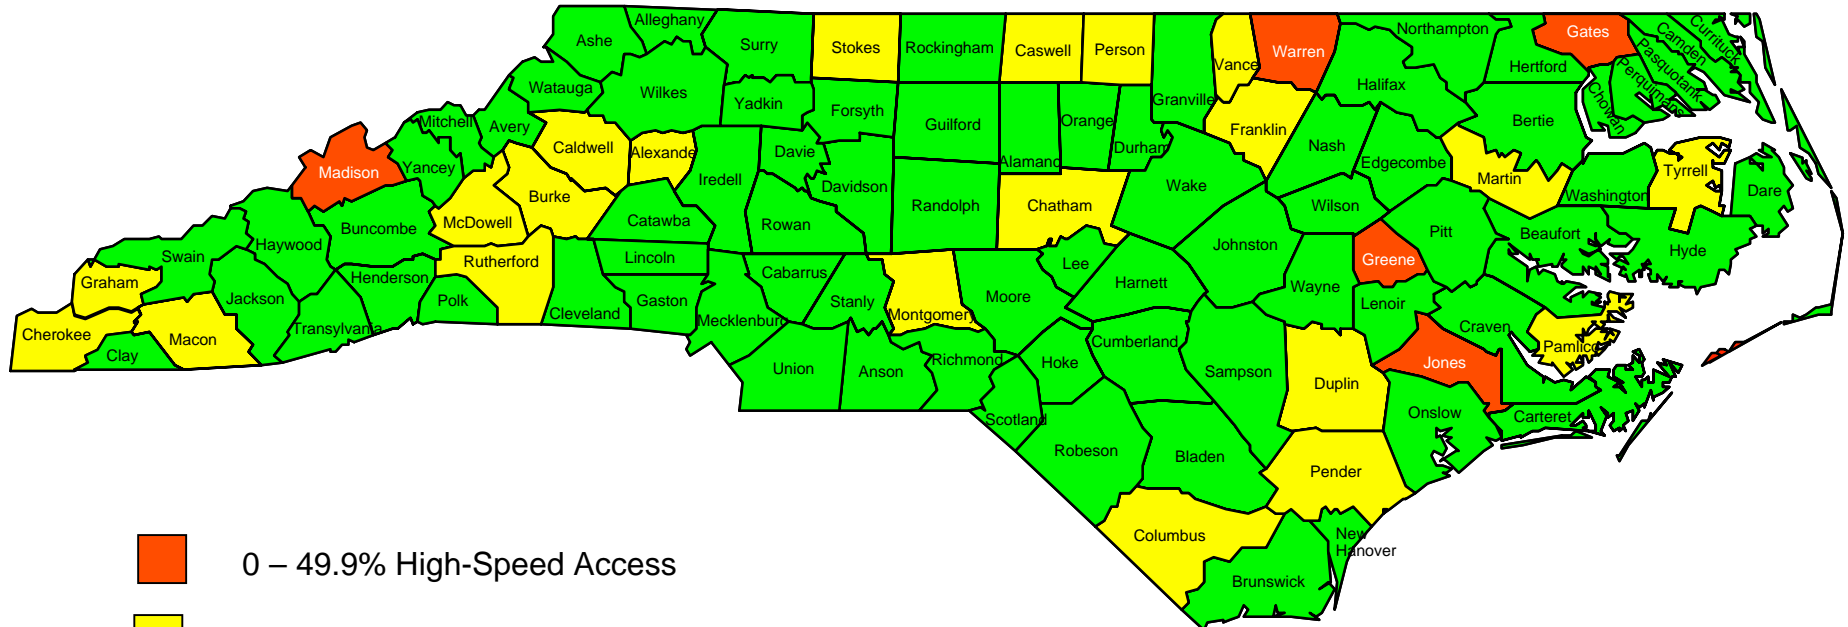 Alleghany
Northampton
Currituck
Ashe
Surry
Stokes
Rockingham
Caswell
Person
Warren
Gates
Camden
Vance
Hertford
Pasquotank
Watauga
Wilkes
Yadkin
Forsyth
Granville
Halifax
Perquimans
Chowan
Mitchell
Avery
Guilford
Orange
Franklin
Bertie
Caldwell
Alexande
Davie
Alamanc
Durham
Nash
Edgecombe
Madison
Yancey
Iredell
Davidson
Wake
Martin
Washington
Tyrrell
Dare
Burke
McDowell
Catawba
Rowan
Randolph
Chatham
Wilson
Buncombe
Haywood
Pitt
Beaufort
Hyde
Swain
Rutherford
Lincoln
Cabarrus
Lee
Johnston
Greene
Graham
Henderson
Jackson
Polk
Gaston
Stanly
Moore
Harnett
Wayne
Cleveland
Montgomery
Lenoir
Cherokee
Transylvania
Mecklenburg
Craven
Macon
Clay
Cumberland
Pamlico
Union
Anson
Richmond
Hoke
Sampson
Jones
Duplin
Scotland
Onslow
Carteret
Robeson
Bladen
Pender
Columbus
New
Hanover
Brunswick
0 – 49.9% High-Speed Access